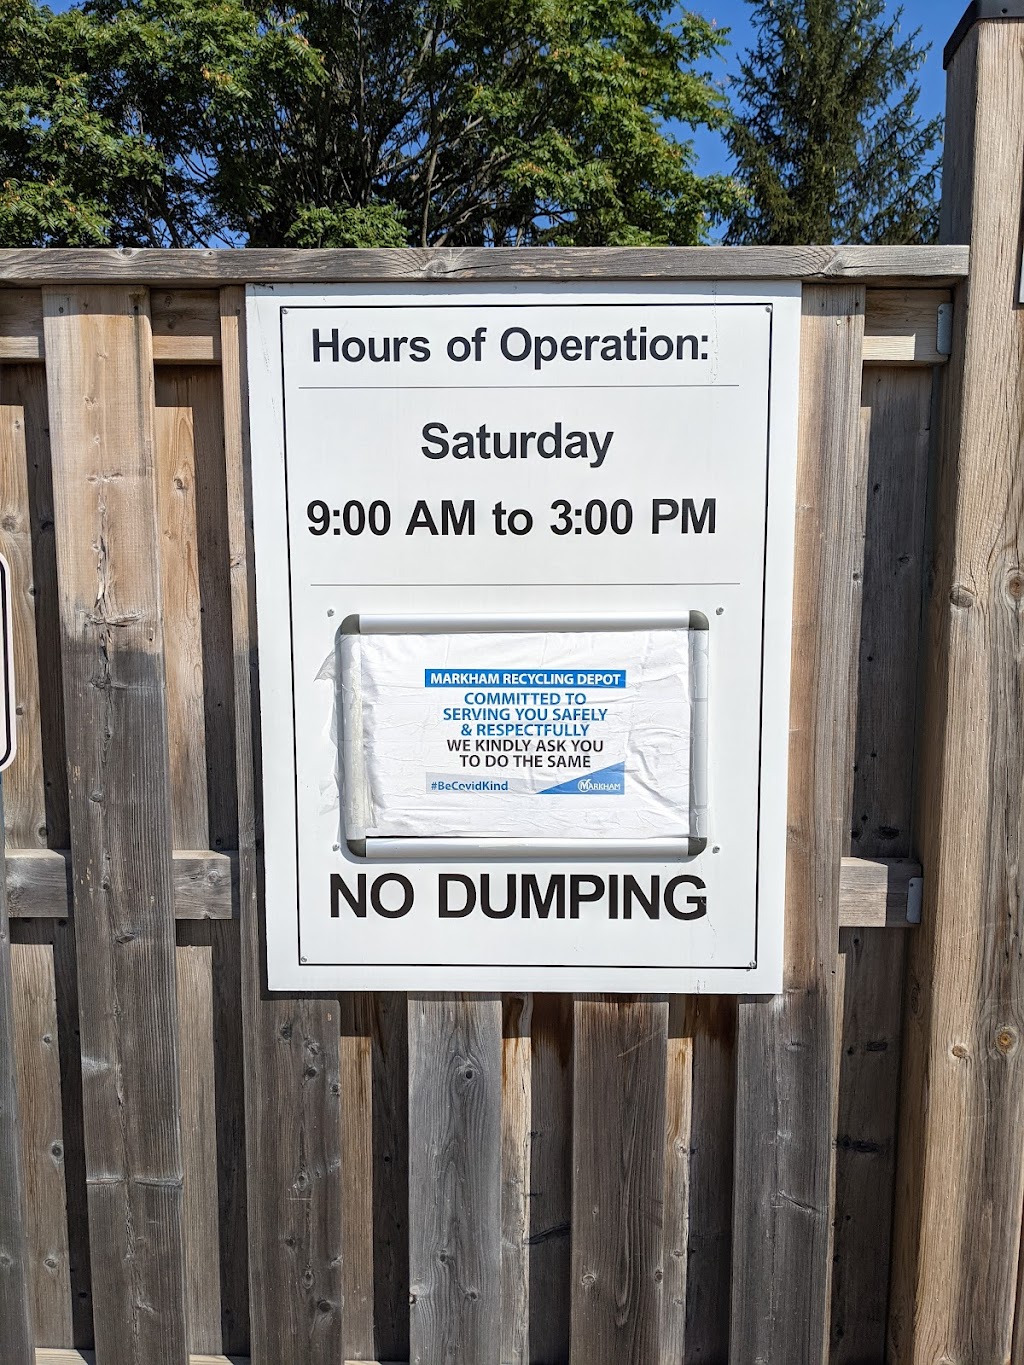 Hours of Operation:
Saturday
9:00 AM to 3:00 PM
MARKHAM RECYCLING DEPOT
COMMITTED TO
SERVING YOU SAFELY
& RESPECTFULLY
WE KINDLY ASK YOU
TO DO THE SAME
#BeCovidKind
MARKHAM
NO DUMPING